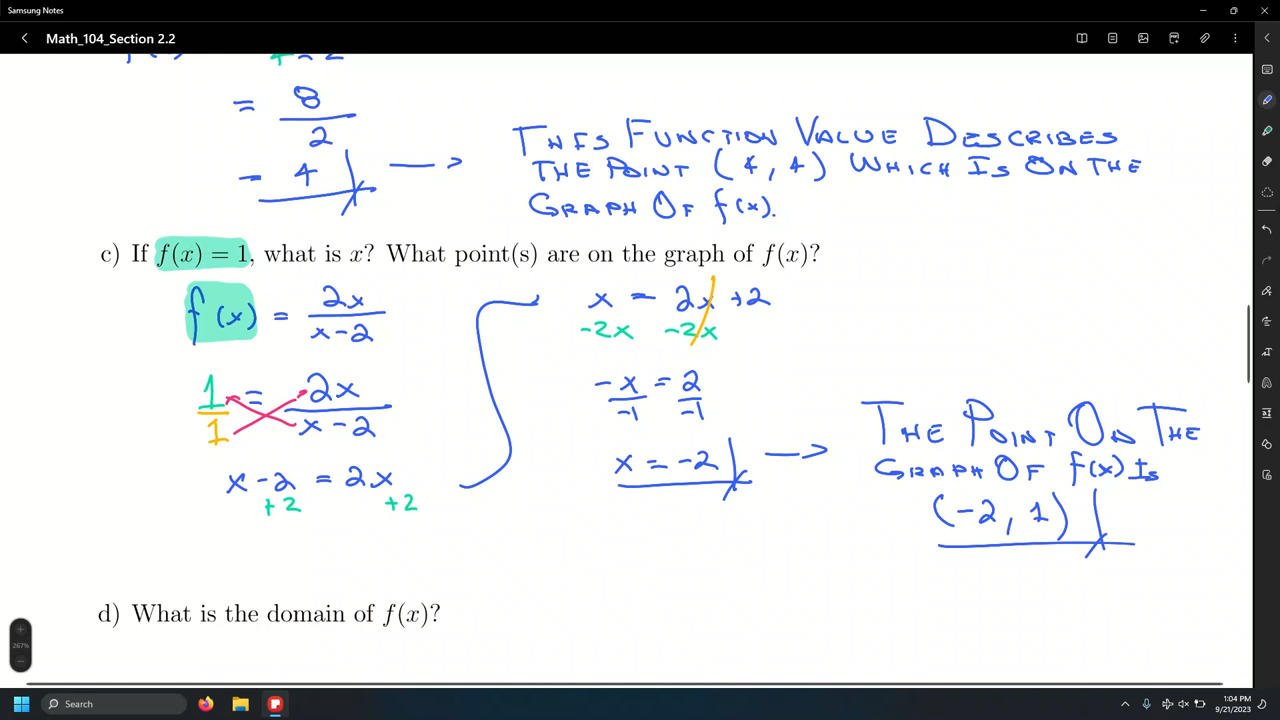 Samsung Notes
Math_104_Section 2.2
= 8/2
= 4 → THIS FUNCTION VALUE DESCRIBES
THE POINT (4, 4) WHICH IS ON THE
GRAPH OF f(x).
c) If f(x) = 1, what is x? What point(s) are on the graph of f(x)?
f(x) = 2x/(x-2)
1/1 = 2x/(x-2)
x-2 = 2x
+2 +2
x = 2x +2
-2x -2x
-x = 2
-1 -1
x = -2 → THE POINT ON THE
GRAPH OF f(x) IS
(-2, 1)
d) What is the domain of f(x)?
267%
Search
1:04 PM
9/21/2023